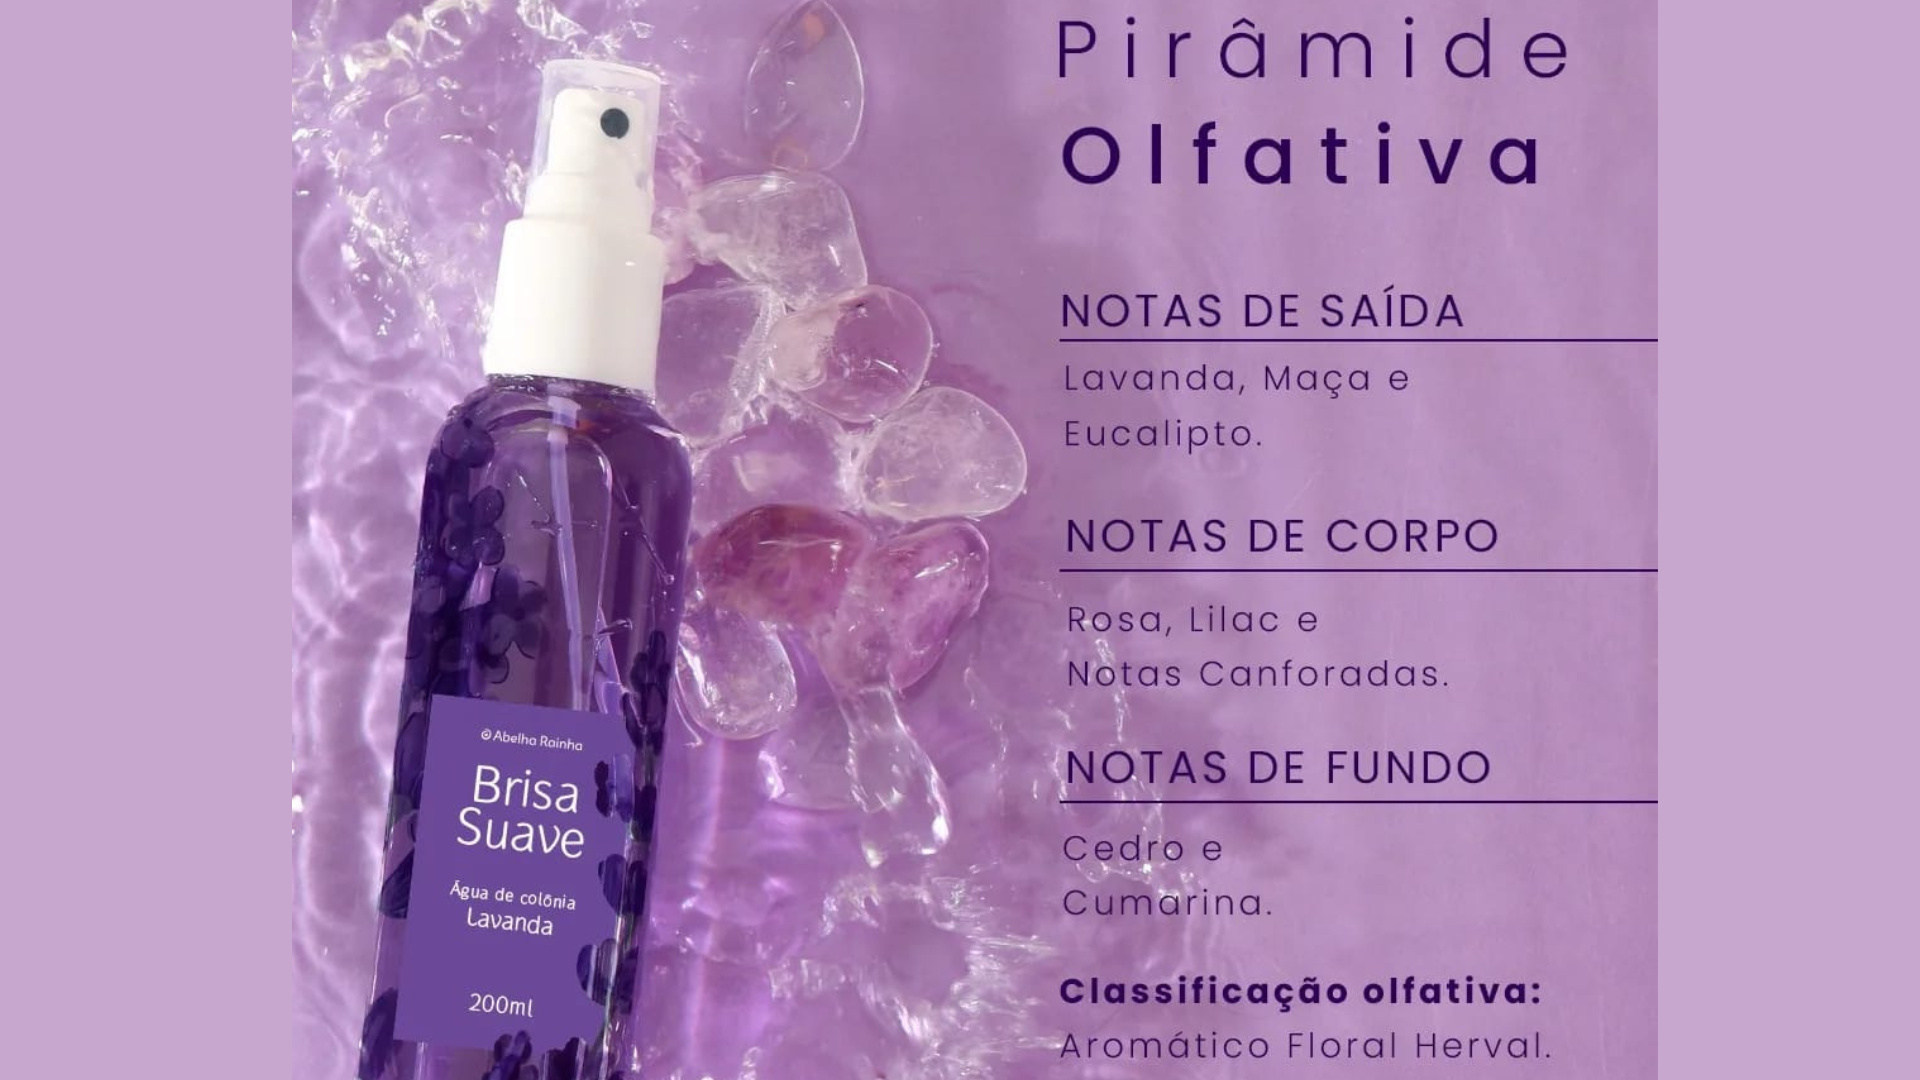 Pirâmide
Olfativa
NOTAS DE SAÍDA
Lavanda, Maça e
Eucalipto.
NOTAS DE CORPO
Rosa, Lilac e
Notas Canforadas.
NOTAS DE FUNDO
Cedro e
Cumarina.
Classificação olfativa:
Aromático Floral Herval.
Abelha Rainha
Brisa
Suave
Água de colônia
Lavanda
200ml